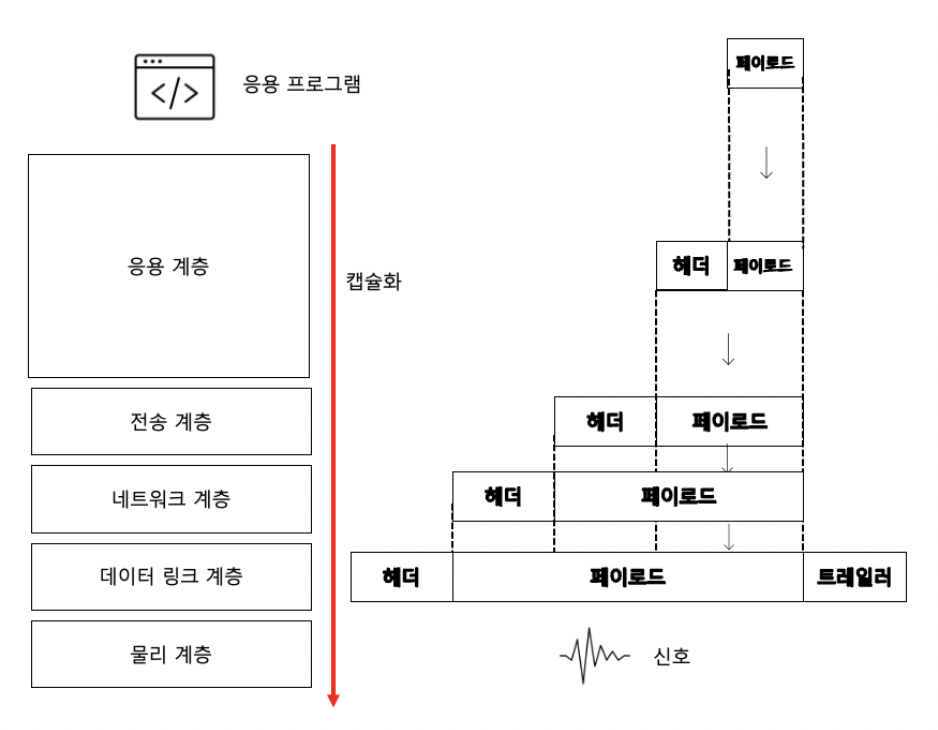 응용 프로그램
페이로드
응용 계층
캡슐화
헤더 페이로드
전송 계층
헤더 페이로드
네트워크 계층
헤더 페이로드
데이터 링크 계층
헤더 페이로드 트레일러
물리 계층
신호